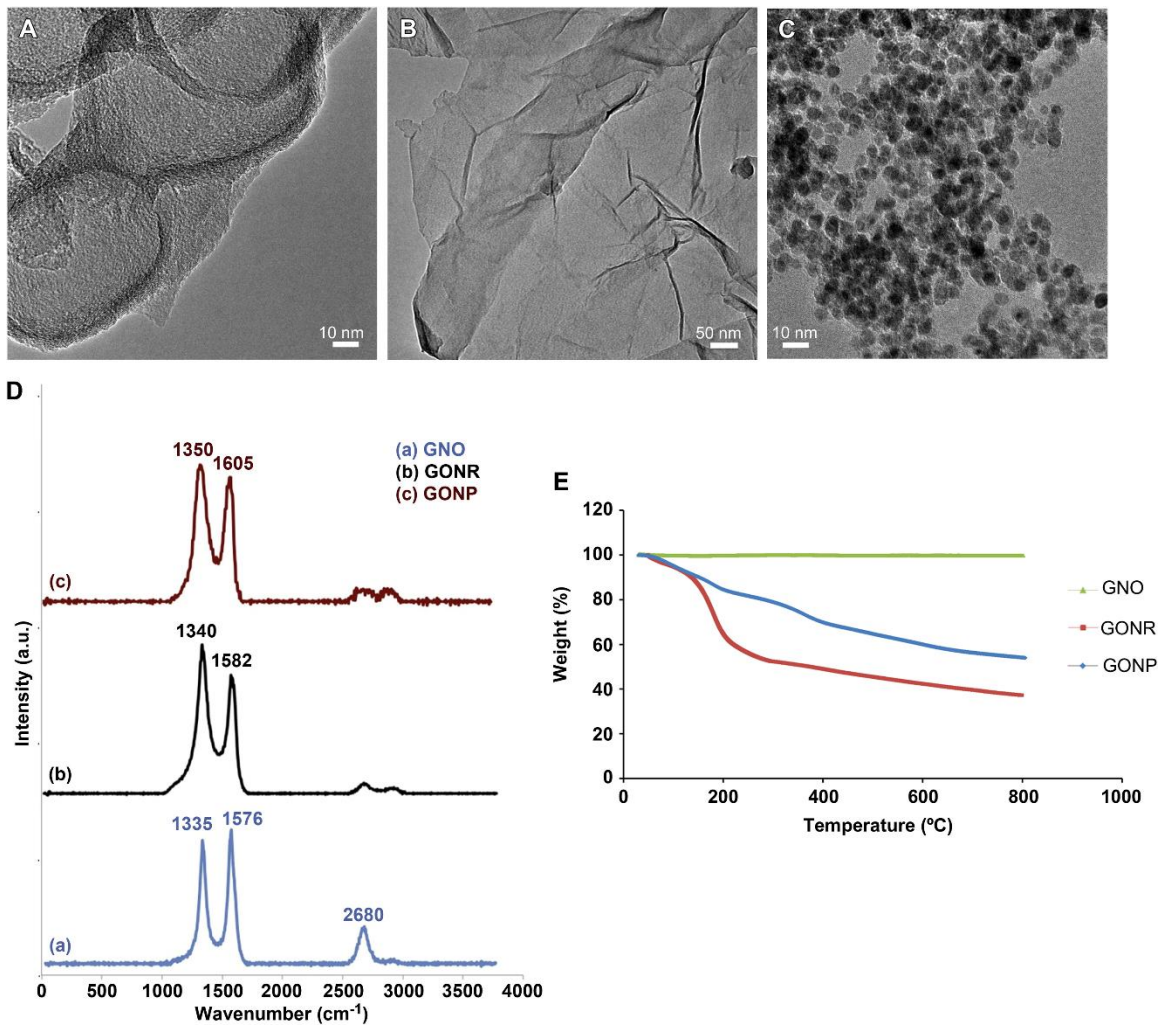 A
B
C
10 nm
50 nm
10 nm
D
1350
1605
(a) GNO
(b) GONR
(c) GONP
(c)
1340
1582
(b)
1335
1576
2680
(a)
Intensity (a.u.)
0 500 1000 1500 2000 2500 3000 3500 4000
Wavenumber (cm-1)
E
120
100
80
60
40
20
0
Weight (%)
0 200 400 600 800 1000
Temperature (ºC)
GNO
GONR
GONP